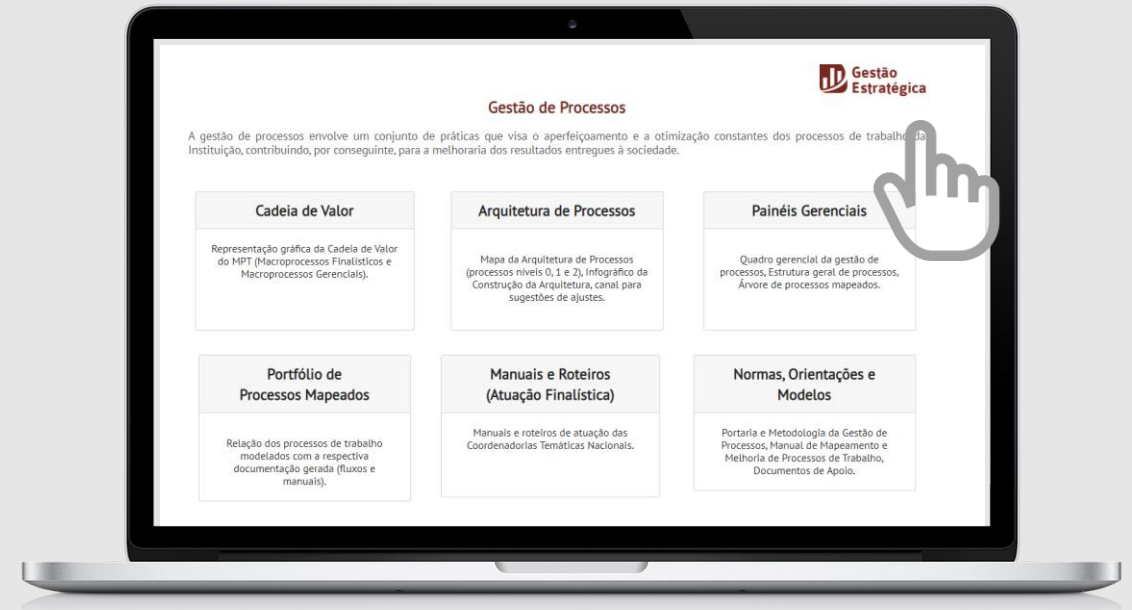 Gestão
Estratégica
Gestão de Processos
A gestão de processos envolve um conjunto de práticas que visa o aperfeiçoamento e a otimização constantes dos processos de trabalho da
Instituição, contribuindo, por conseguinte, para a melhoraria dos resultados entregues à sociedade.
Cadeia de Valor
Representação gráfica da Cadeia de Valor
do MPT (Macroprocessos Finalísticos e
Macroprocessos Gerenciais).
Arquitetura de Processos
Mapa da Arquitetura de Processos
(processos níveis 0, 1 e 2), Infográfico da
Construção da Arquitetura, canal para
sugestões de ajustes.
Painéis Gerenciais
Quadro gerencial da gestão de
processos, Estrutura geral de processos,
Árvore de processos mapeados.
Portfólio de
Processos Mapeados
Relação dos processos de trabalho
modelados com a respectiva
documentação gerada (fluxos e
manuais).
Manuais e Roteiros
(Atuação Finalística)
Manuais e roteiros de atuação das
Coordenadorias Temáticas Nacionais.
Normas, Orientações e
Modelos
Portaria e Metodologia da Gestão de
Processos, Manual de Mapeamento e
Melhoria de Processos de Trabalho,
Documentos de Apoio.